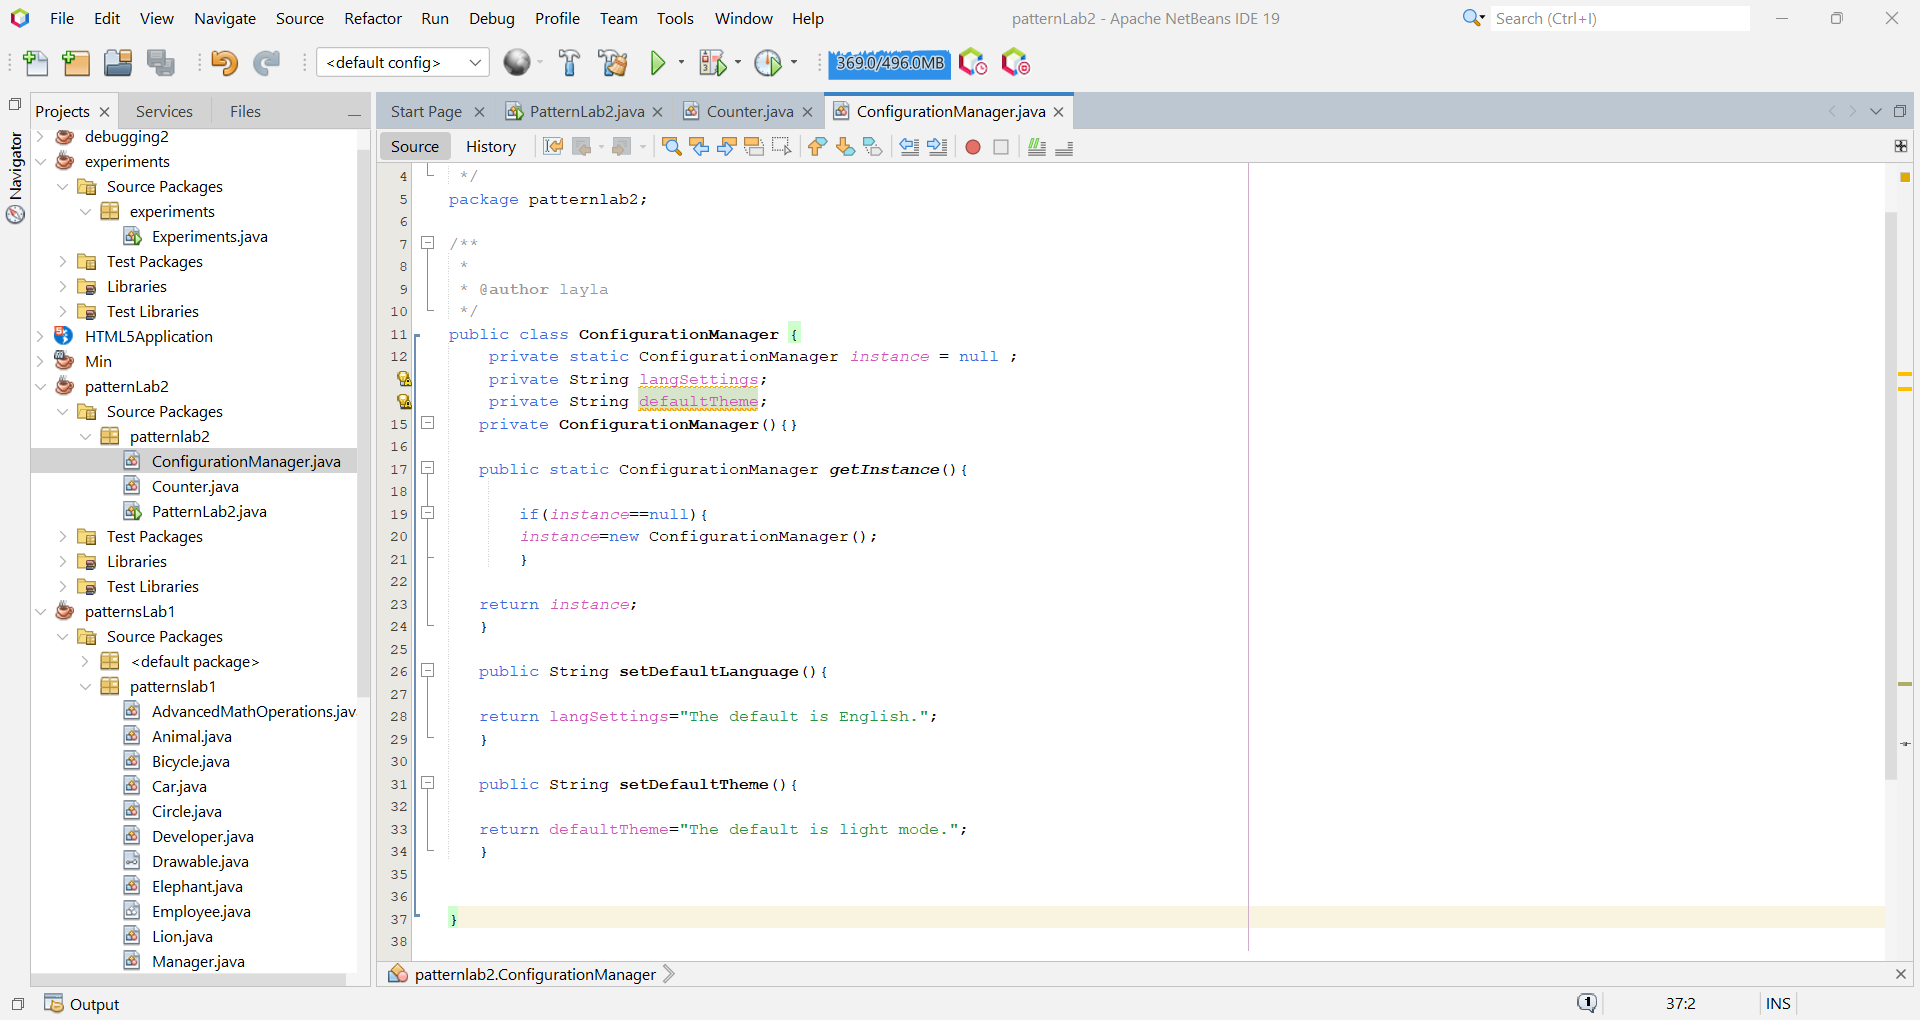 File Edit View Navigate Source Refactor Run Debug Profile Team Tools Window Help
patternLab2 - Apache NetBeans IDE 19
Search (Ctrl+I)
<default config>
369.0/496.0MB
Projects Services Files
Navigator
debugging2
experiments
Source Packages
experiments
Experiments.java
Test Packages
Libraries
Test Libraries
HTML5Application
Min
patternLab2
Source Packages
patternlab2
ConfigurationManager.java
Counter.java
PatternLab2.java
Test Packages
Libraries
Test Libraries
patternsLab1
Source Packages
<default package>
patternslab1
AdvancedMathOperations.jav
Animal.java
Bicycle.java
Car.java
Circle.java
Developer.java
Drawable.java
Elephant.java
Employee.java
Lion.java
Manager.java
Start Page PatternLab2.java Counter.java ConfigurationManager.java
Source History
4 */
5 package patternlab2;
6
7 /**
8 *
9 * @author layla
10 */
11 public class ConfigurationManager {
12 private static ConfigurationManager instance = null ;
private String langSettings;
private String defaultTheme;
15 private ConfigurationManager(){}
16
17 public static ConfigurationManager getInstance(){
18
19 if(instance==null){
20 instance=new ConfigurationManager();
21 }
22
23 return instance;
24 }
25
26 public String setDefaultLanguage(){
27
28 return langSettings="The default is English.";
29 }
30
31 public String setDefaultTheme(){
32
33 return defaultTheme="The default is light mode.";
34 }
35
36
37 }
38
patternlab2.ConfigurationManager
Output
1
37:2
INS